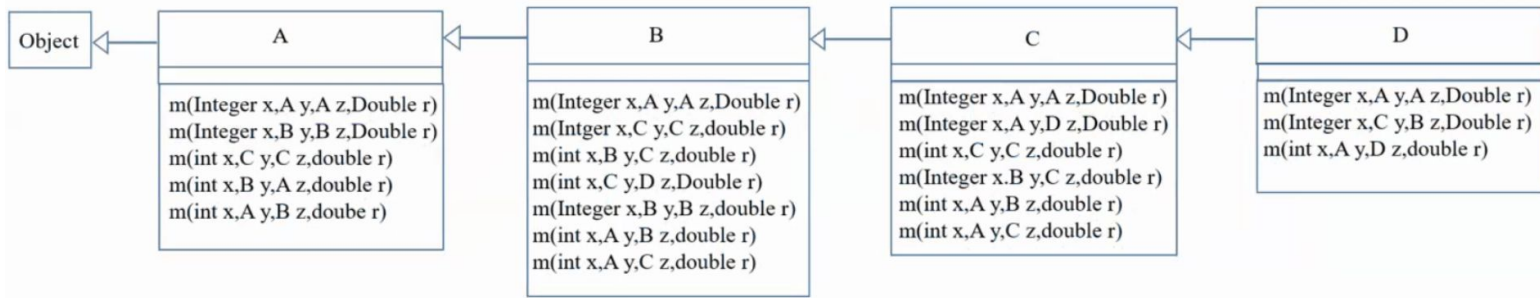 Object
A
m(Integer x,A y,A z,Double r)
m(Integer x,B y,B z,Double r)
m(int x,C y,C z,double r)
m(int x,B y,A z,double r)
m(int x,A y,B z,doube r)
B
m(Integer x,A y,A z,Double r)
m(Intger x,C y,C z,double r)
m(int x,B y,C z,double r)
m(int x,C y,D z,Double r)
m(Integer x,B y,B z,double r)
m(int x,A y,B z,double r)
m(int x,A y,C z,double r)
C
m(Integer x,A y,A z,Double r)
m(Integer x,A y,D z,Double r)
m(int x,C y,C z,double r)
m(Integer x.B y,C z,double r)
m(int x,A y,B z,double r)
m(int x,A y,C z,double r)
D
m(Integer x,A y,A z,Double r)
m(Integer x,C y,B z,Double r)
m(int x,A y,D z,double r)